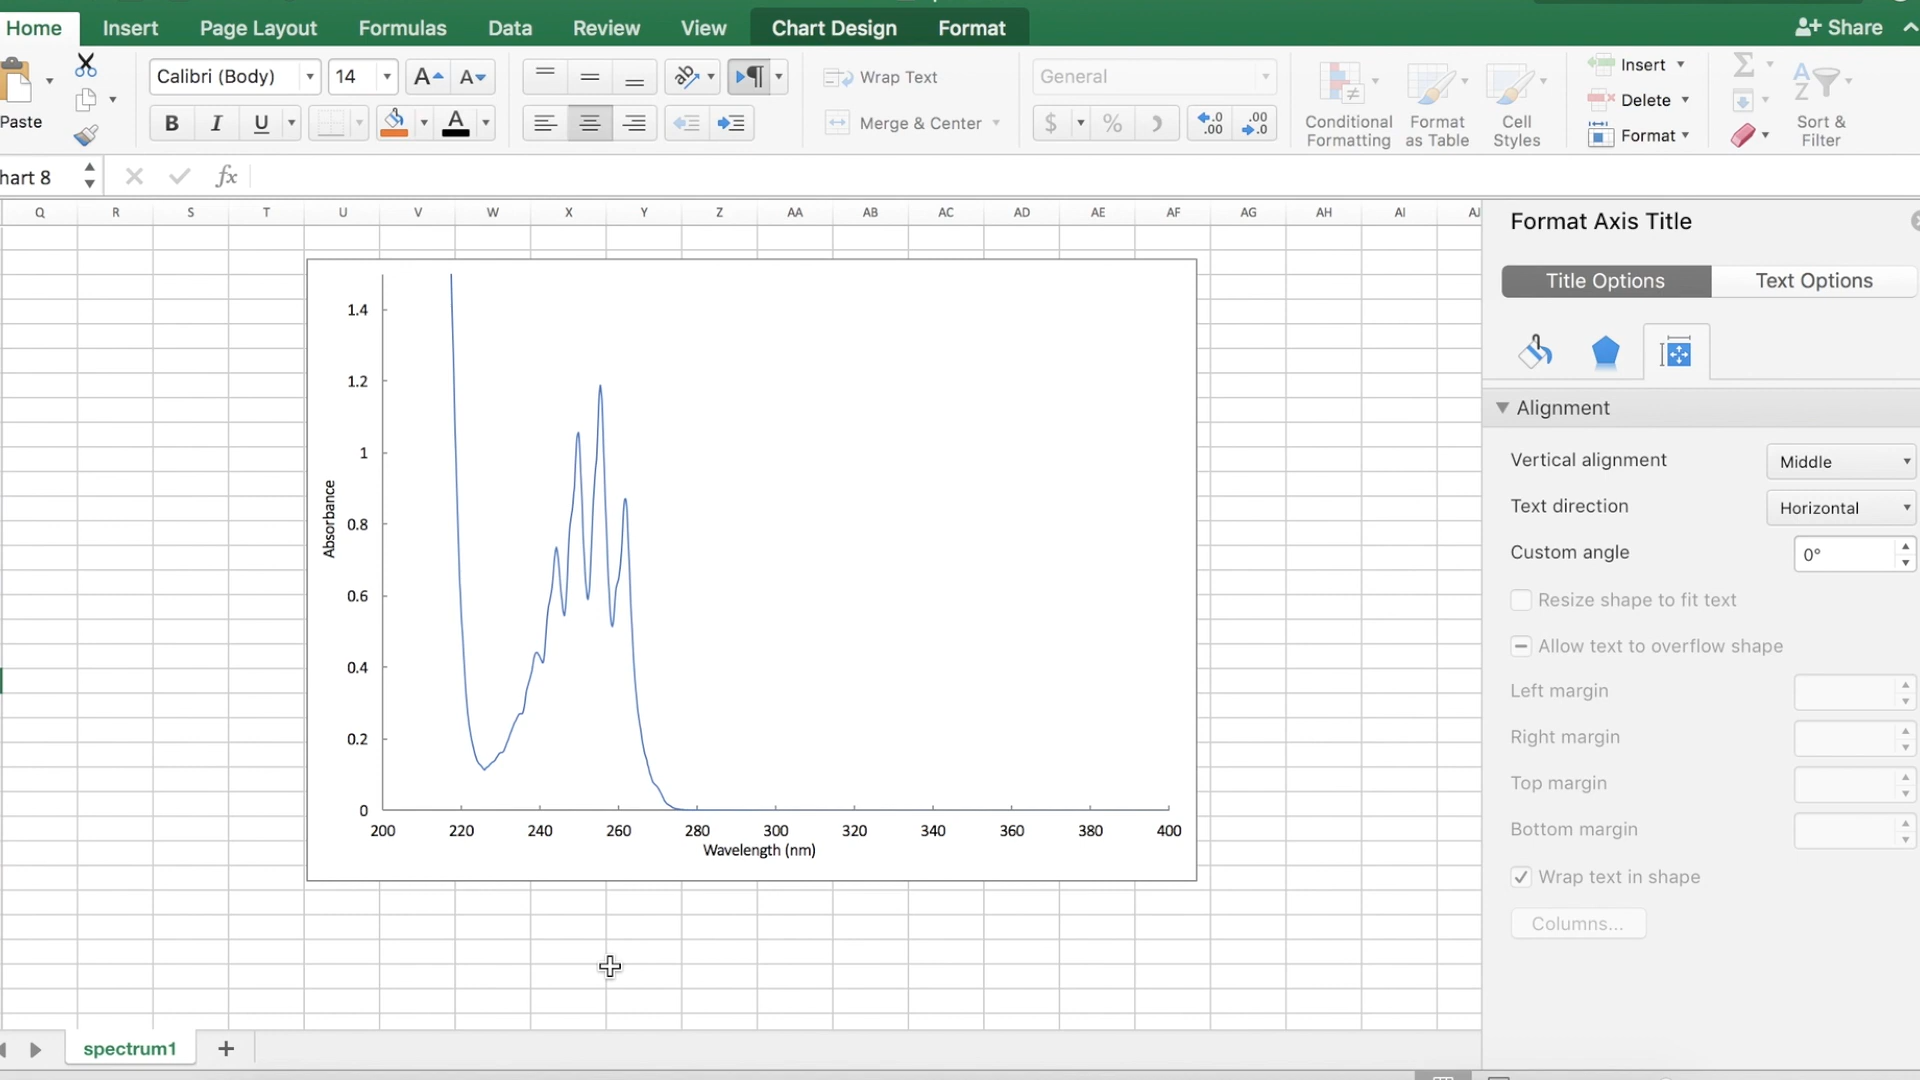 Home Insert Page Layout Formulas Data Review View Chart Design Format Share
Paste
Calibri (Body) 14 A A
B I U A
Wrap Text
Merge & Center
General
$ % .0 .00 .00 .0
Conditional Formatting
Format as Table
Cell Styles
Insert
Delete
Format
Σ
A Z
Sort & Filter
hart 8 fx
Q R S T U V W X Y Z AA AB AC AD AE AF AG AH AI AJ
1.4
1.2
1
0.8
0.6
0.4
0.2
0
Absorbance
200 220 240 260 280 300 320 340 360 380 400
Wavelength (nm)
Format Axis Title
Title Options Text Options
Alignment
Vertical alignment Middle
Text direction Horizontal
Custom angle 0°
Resize shape to fit text
Allow text to overflow shape
Left margin
Right margin
Top margin
Bottom margin
Wrap text in shape
Columns...
spectrum1 +